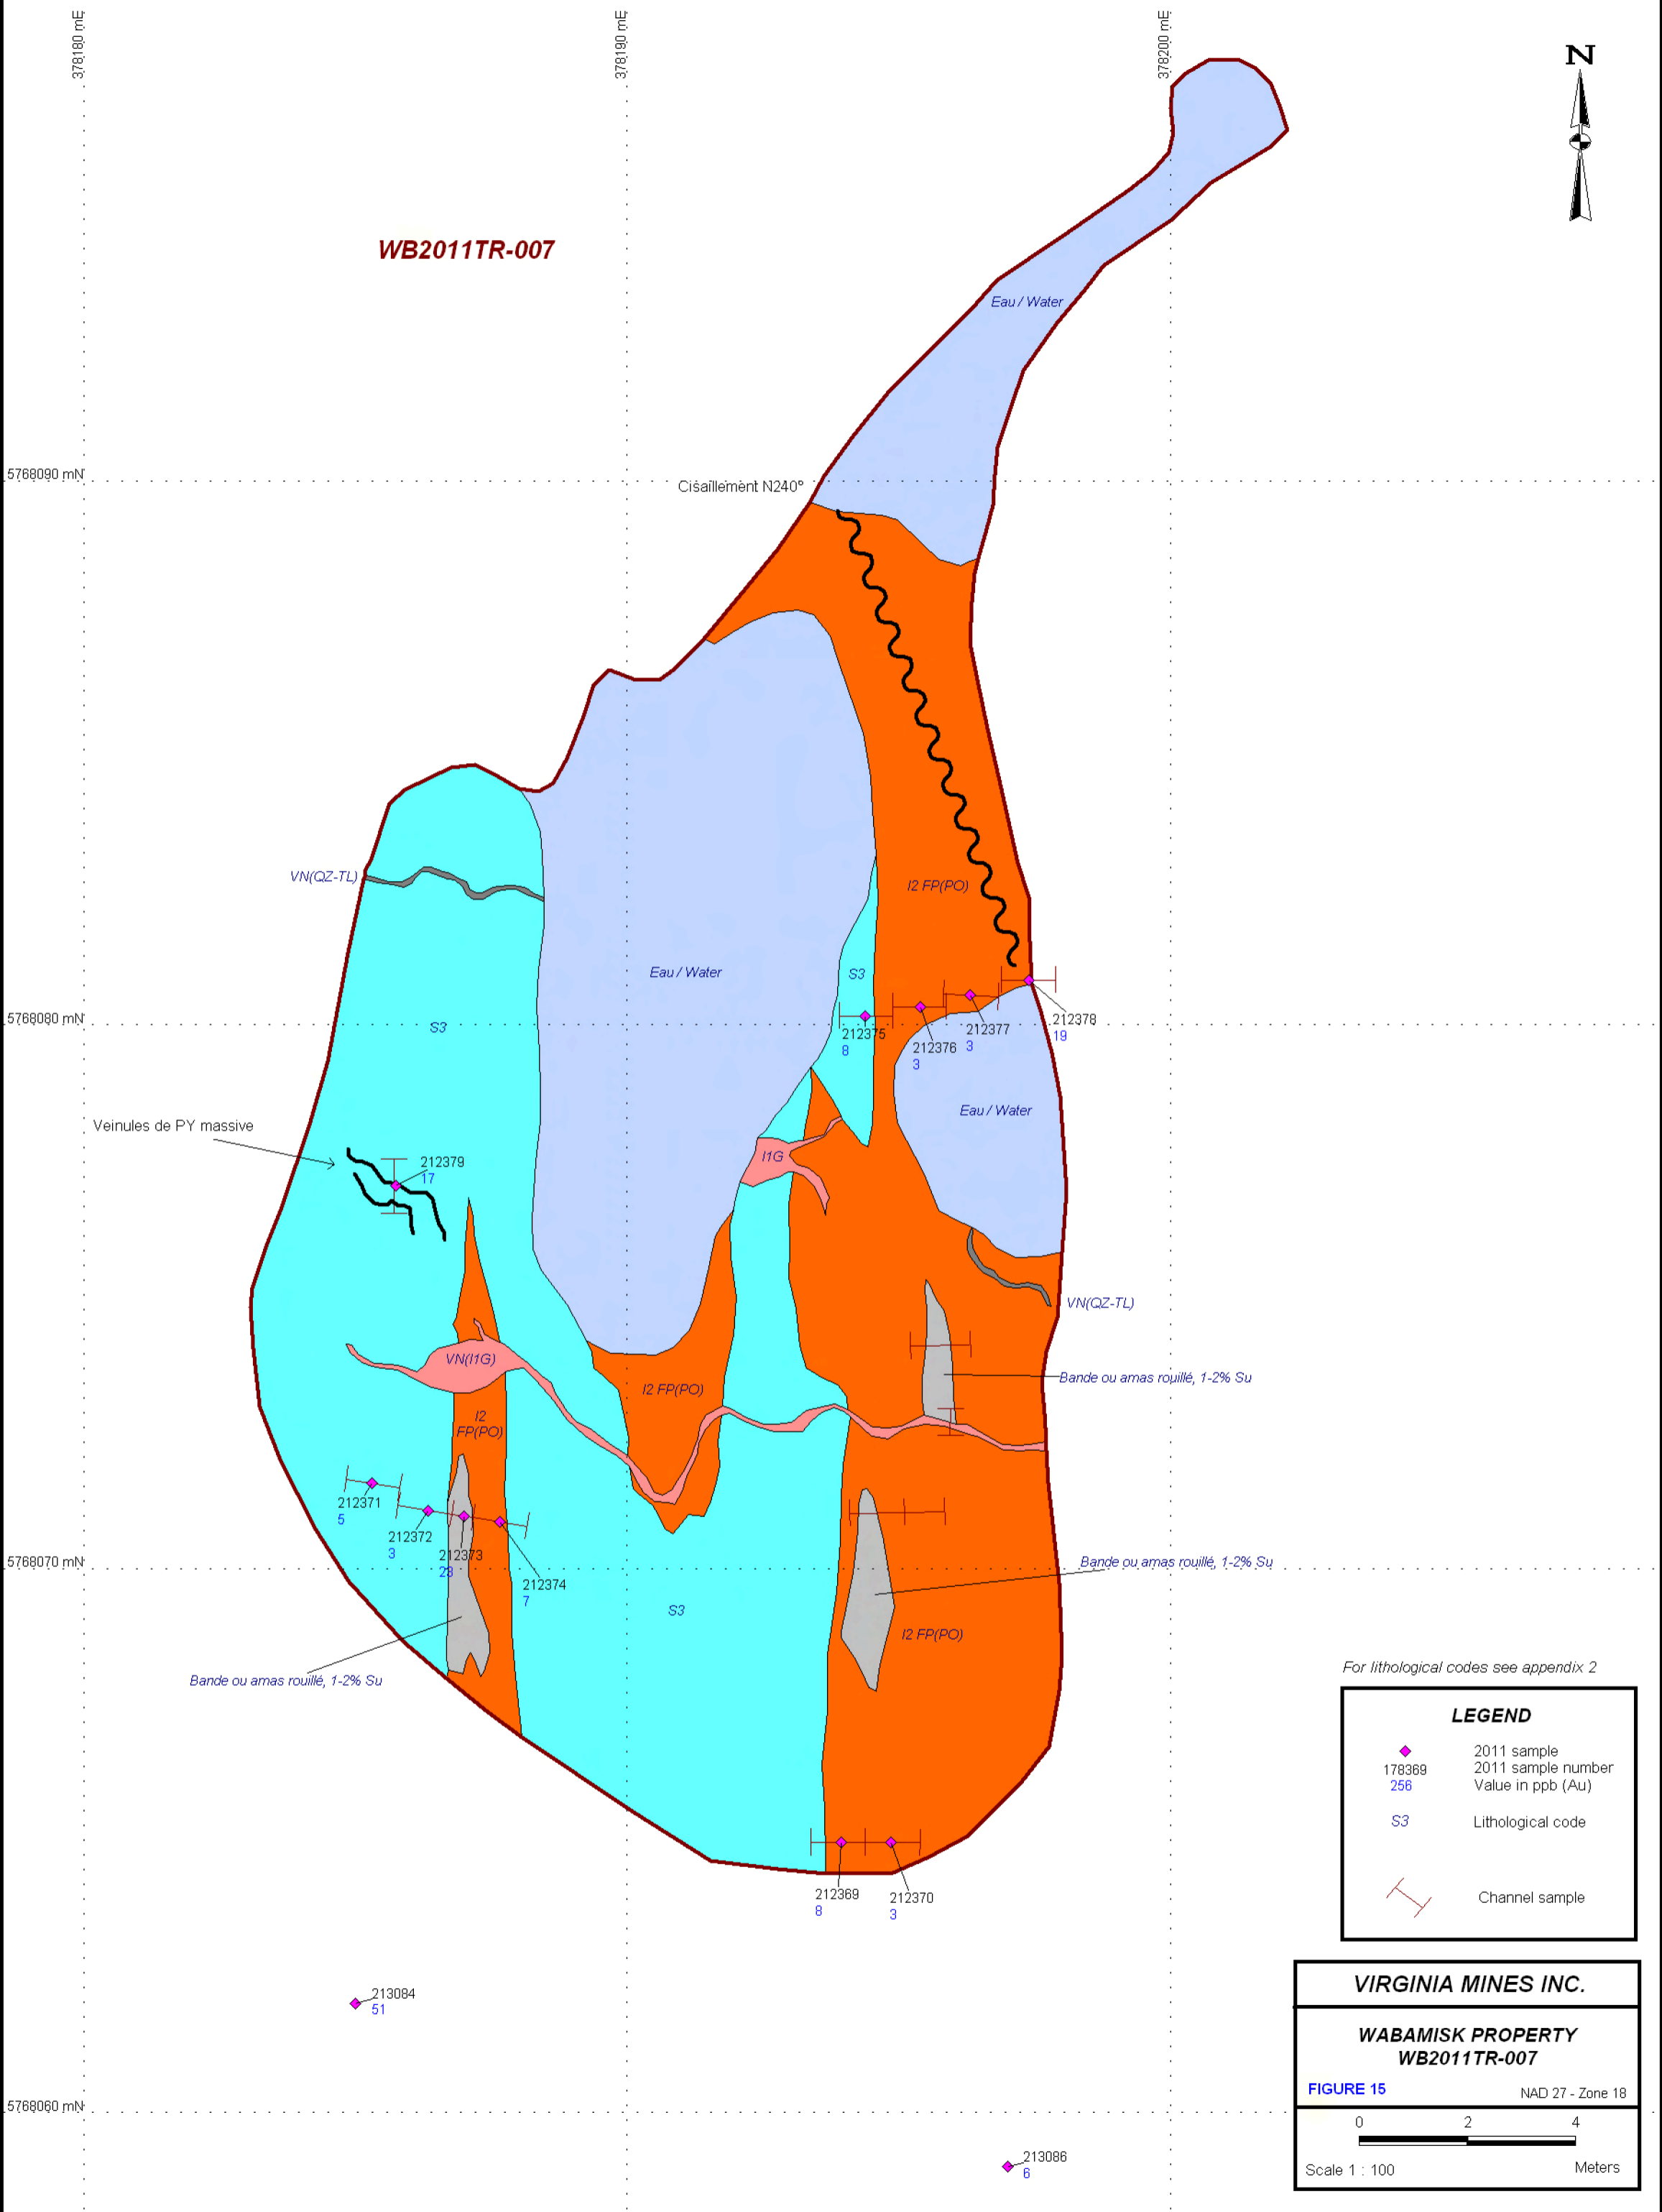 378180 mE
378190 mE
378200 mE
N
WB2011TR-007
Eau / Water
5768090 mN
Cisaillement N240°
VN(QZ-TL)
I2 FP(PO)
Eau / Water
S3
S3
5768080 mN
212375
8
212376
3
212377
3
212378
19
Eau / Water
Veinules de PY massive
212379
17
I1G
VN(QZ-TL)
VN(I1G)
I2 FP(PO)
Bande ou amas rouillé, 1-2% Su
I2
FP(PO)
212371
5
212372
3
212373
23
212374
7
5768070 mN
Bande ou amas rouillé, 1-2% Su
S3
I2 FP(PO)
Bande ou amas rouillé, 1-2% Su
212369
8
212370
3
213084
51
5768060 mN
213086
6
For lithological codes see appendix 2
LEGEND
2011 sample
178369 2011 sample number
256 Value in ppb (Au)
S3 Lithological code
Channel sample
VIRGINIA MINES INC.
WABAMISK PROPERTY
WB2011TR-007
FIGURE 15 NAD 27 - Zone 18
0 2 4
Scale 1 : 100 Meters